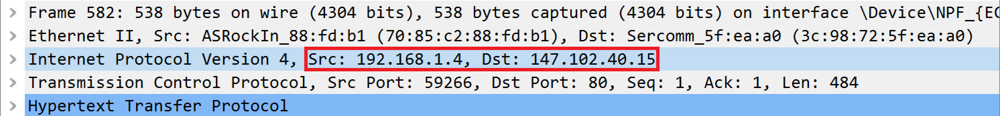 Frame 582: 538 bytes on wire (4304 bits), 538 bytes captured (4304 bits) on interface \Device\NPF_{EC
Ethernet II, Src: ASRockIn_88:fd:b1 (70:85:c2:88:fd:b1), Dst: Sercomm_5f:ea:a0 (3c:98:72:5f:ea:a0)
Internet Protocol Version 4, Src: 192.168.1.4, Dst: 147.102.40.15
Transmission Control Protocol, Src Port: 59266, Dst Port: 80, Seq: 1, Ack: 1, Len: 484
Hypertext Transfer Protocol